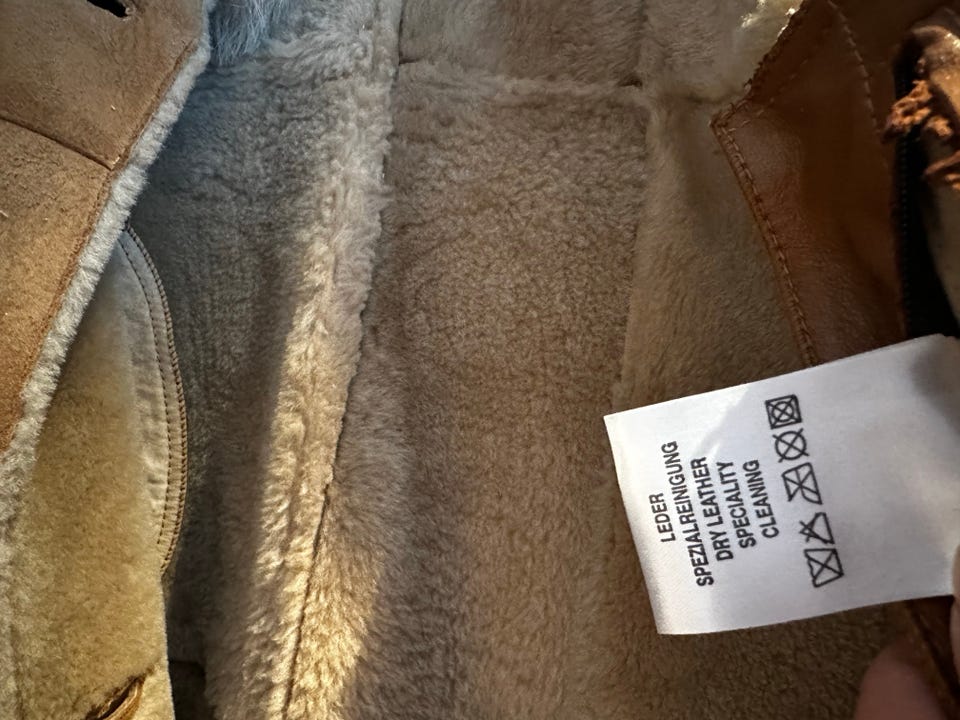 LEDER
SPEZIALREINIGUNG
DRY LEATHER
SPECIALITY
CLEANING